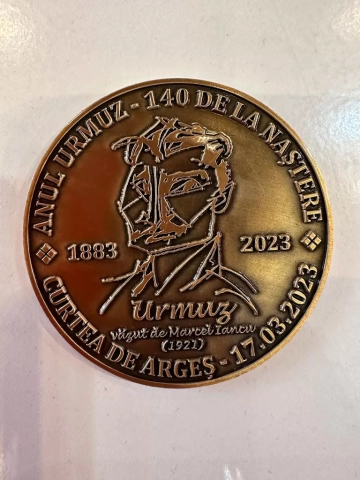 ANUL URMUZ - 140 DE LA NAȘTERE
1883 2023
Urmuz
văzut de Marcel Iancu
(1921)
CURTEA DE ARGEȘ - 17.03.2023